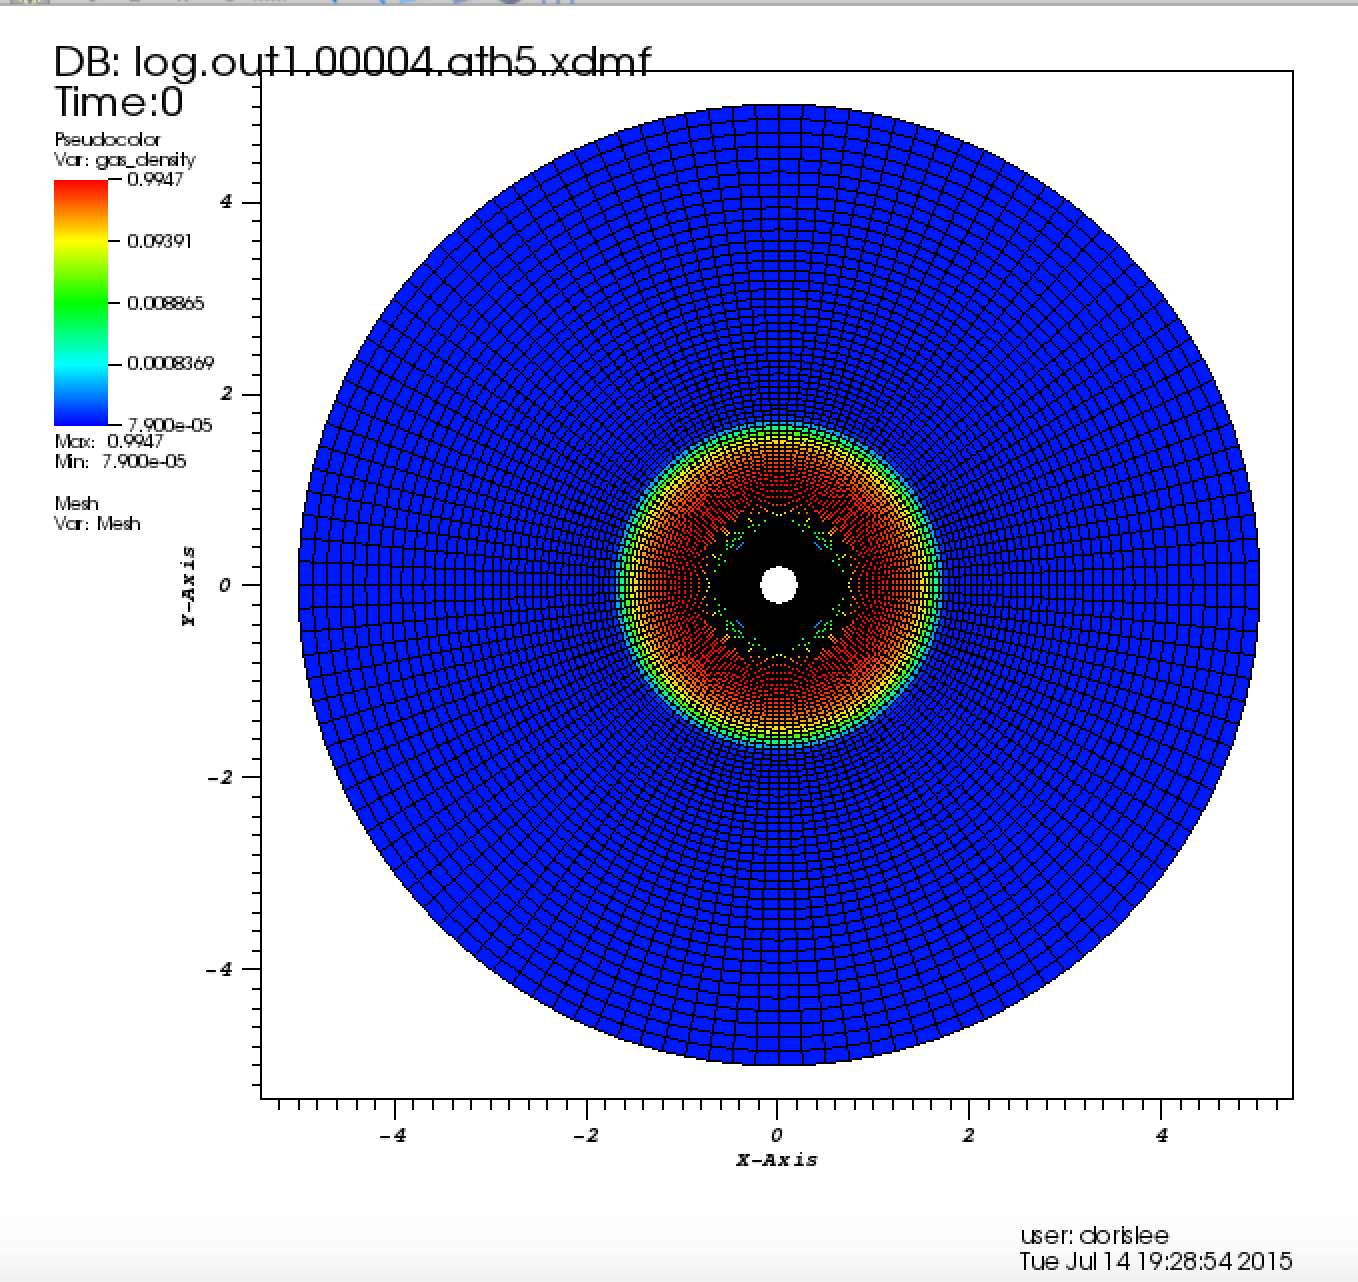 DB: log.out1.00004.ath5.xdmf
Time:0
Pseudocolor
Var: gas_density
0.9947
0.09391
0.008865
0.0008369
7.900e-05
Max: 0.9947
Min: 7.900e-05
Mesh
Var: Mesh
Y-Axis
4
2
0
-2
-4
-4
-2
0
2
4
X-Axis
user: dorislee
Tue Jul 14 19:28:54 2015